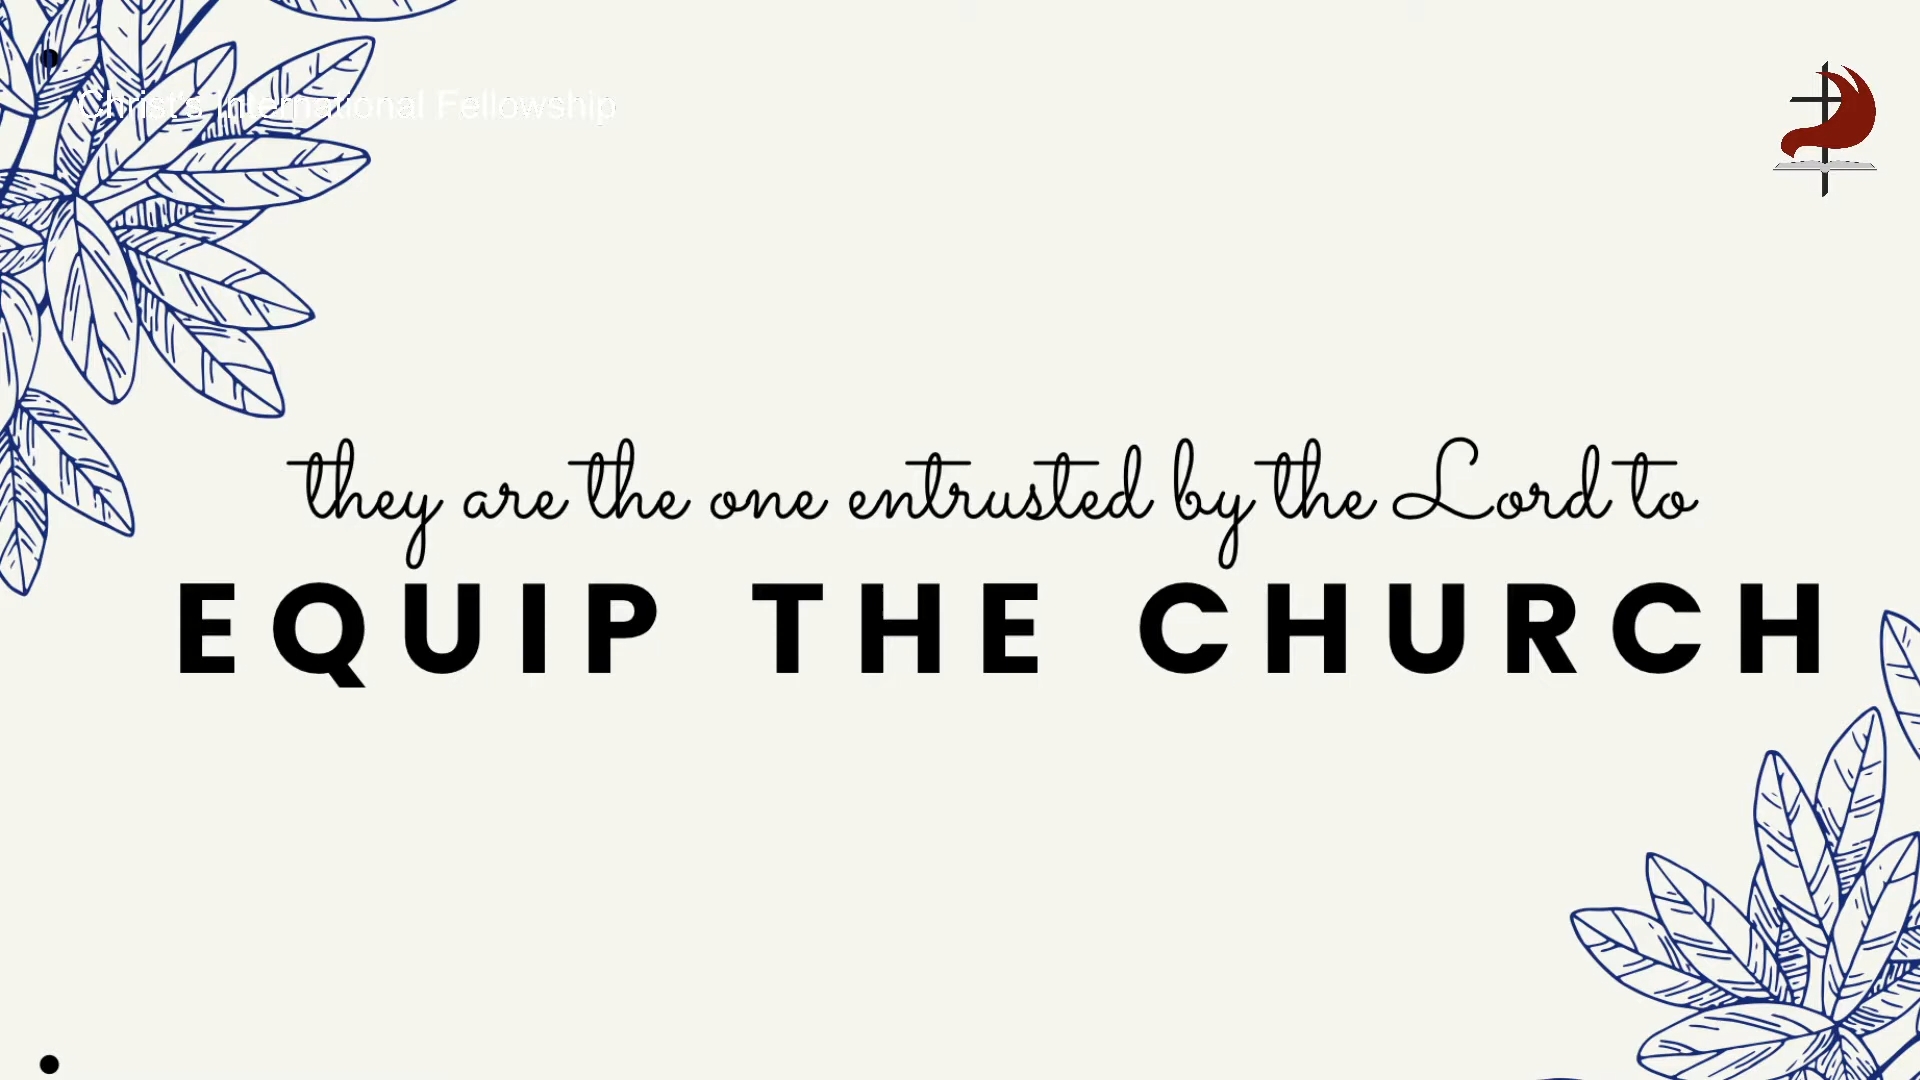 Christ's International Fellowship
they are the one entrusted by the Lord to
EQUIP THE CHURCH